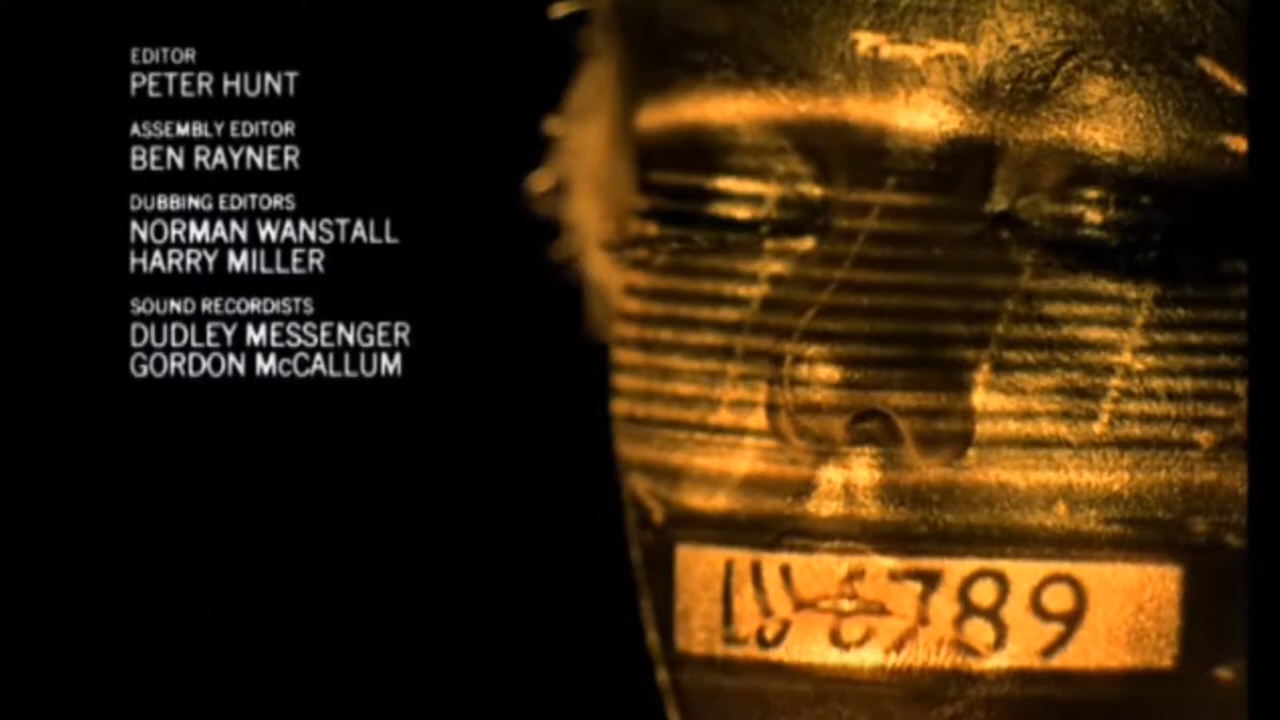 EDITOR
PETER HUNT
ASSEMBLY EDITOR
BEN RAYNER
DUBBING EDITORS
NORMAN WANSTALL
HARRY MILLER
SOUND RECORDISTS
DUDLEY MESSENGER
GORDON McCALLUM
6789